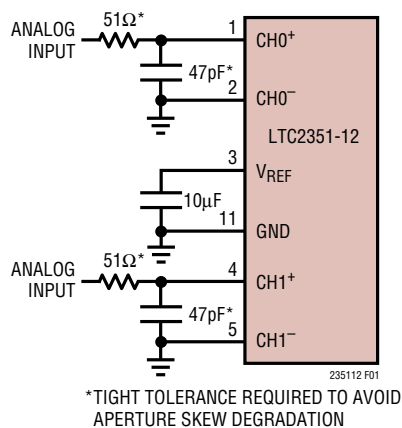 ANALOG
INPUT
51Ω*
47pF*
1
CH0+
2
CH0−
LTC2351-12
3
VREF
10µF
11
GND
ANALOG
INPUT
51Ω*
47pF*
4
CH1+
5
CH1−
235112 F01
*TIGHT TOLERANCE REQUIRED TO AVOID
APERTURE SKEW DEGRADATION